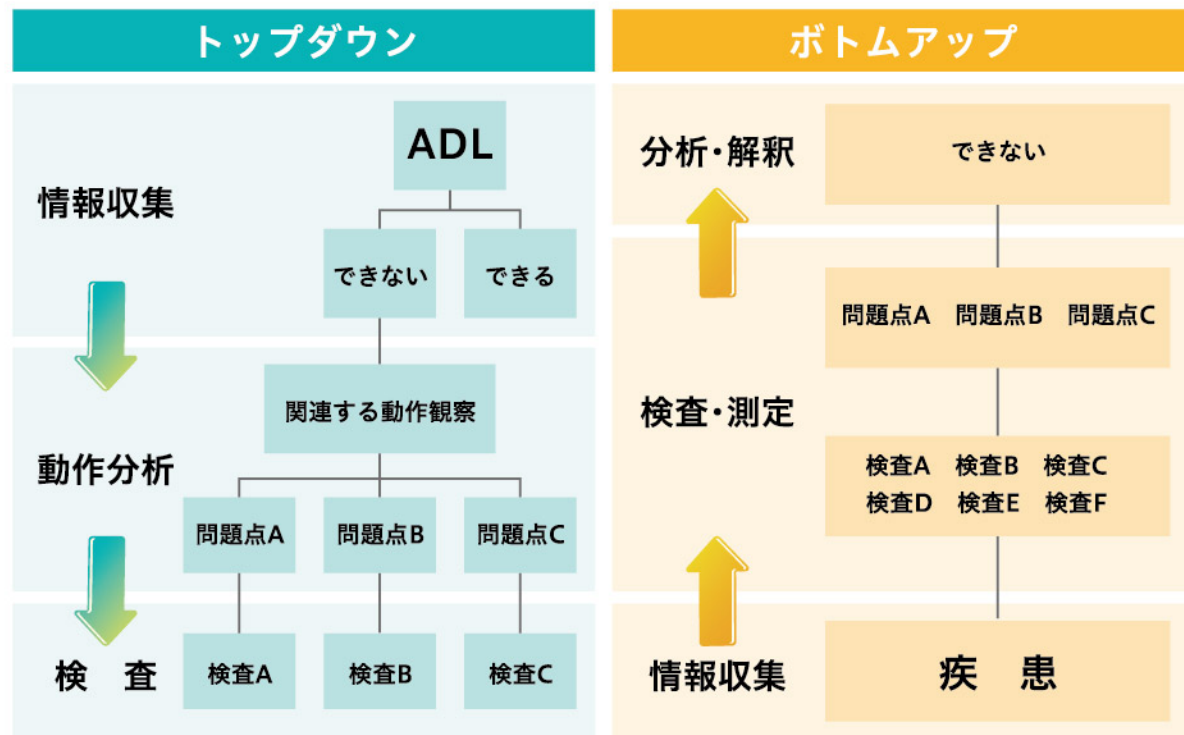 トップダウン
情報収集
ADL
できない
できる
動作分析
関連する動作観察
問題点A
問題点B
問題点C
検　査
検査A
検査B
検査C
ボトムアップ
分析・解釈
できない
検査・測定
問題点A　問題点B　問題点C
検査A　検査B　検査C
検査D　検査E　検査F
情報収集
疾　患